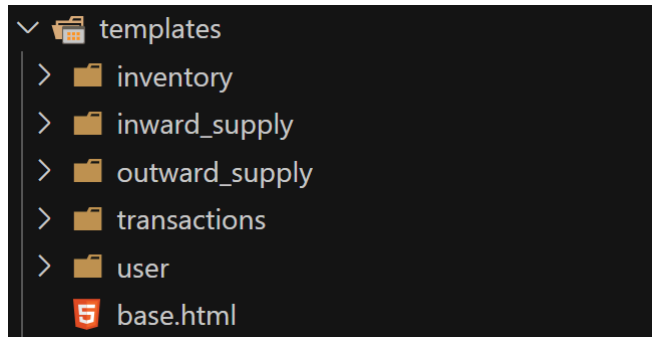 templates
inventory
inward_supply
outward_supply
transactions
user
base.html